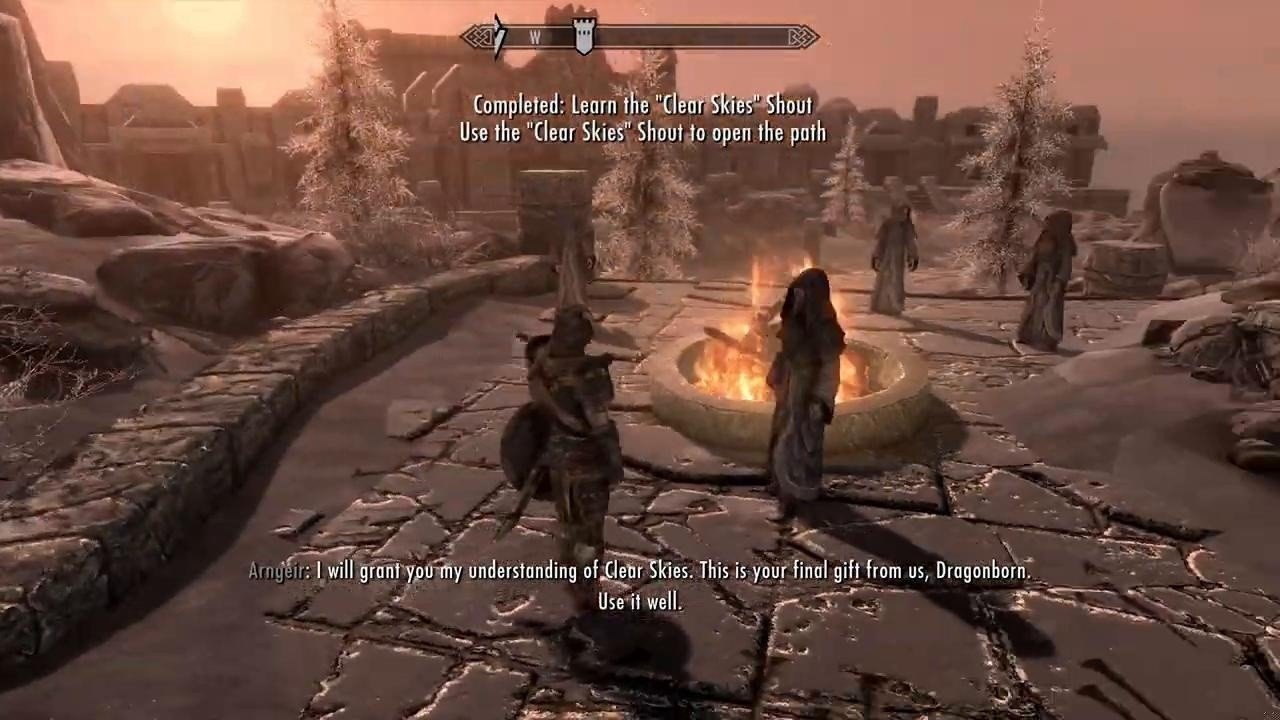 W
Completed: Learn the "Clear Skies" Shout
Use the "Clear Skies" Shout to open the path
Arngeir: I will grant you my understanding of Clear Skies. This is your final gift from us, Dragonborn.
Use it well.